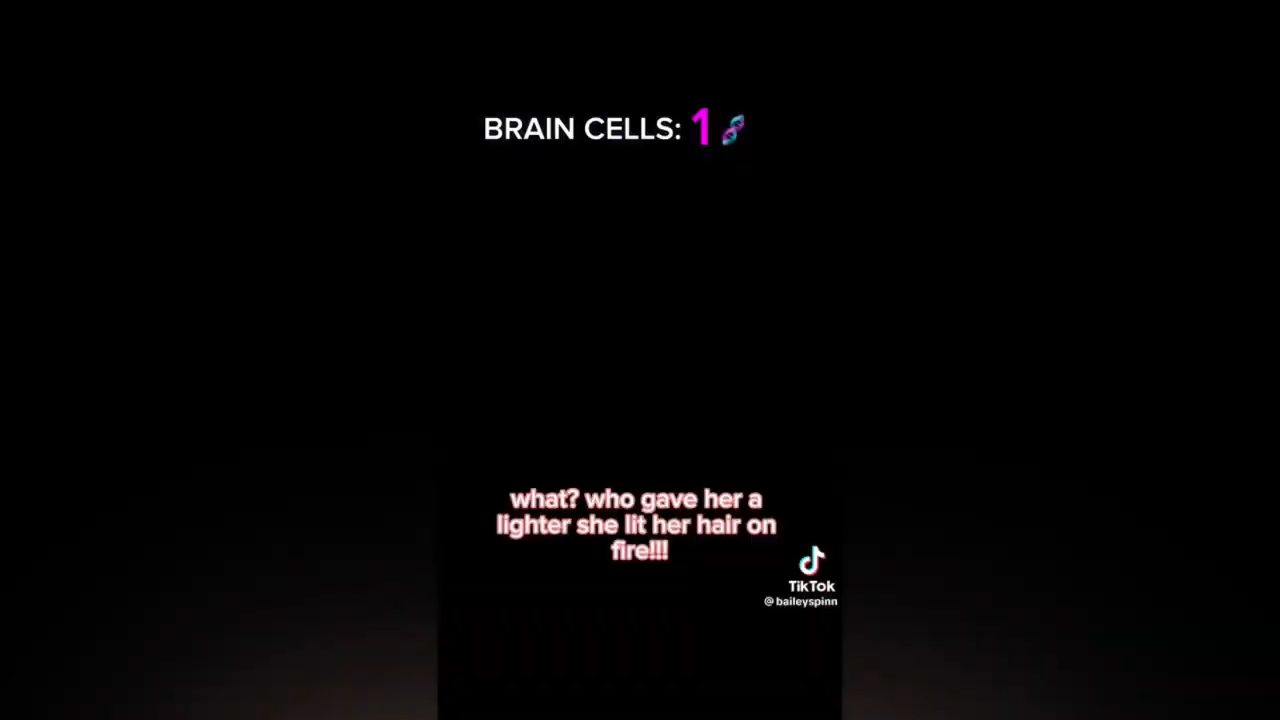 BRAIN CELLS: 1🧬
what? who gave her a
lighter she lit her hair on
fire!!!
TikTok
@baileyspinn